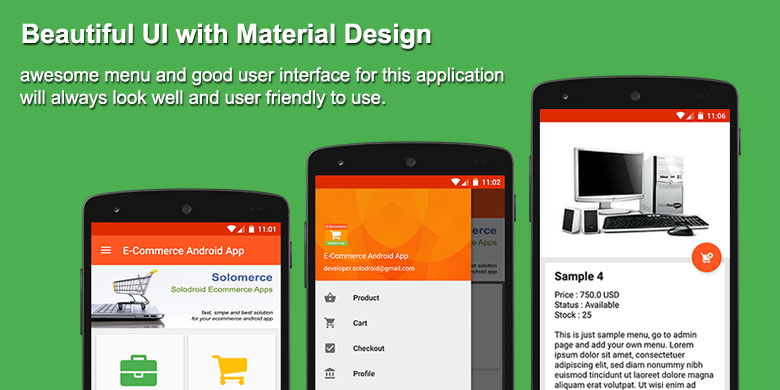 Beautiful UI with Material Design
awesome menu and good user interface for this application
will always look well and user friendly to use.
11:01
E-Commerce Android App
Solomerce
Solodroid Ecommerce Apps
fast, simpe and best solution
for your ecommerce android app
11:02
E-Commerce
E-Commerce Android App
developer.solodroid@gmail.com
Product
Cart
Checkout
Profile
11:06
Sample 4
Price : 750.0 USD
Status : Available
Stock : 25
This is just sample menu, go to admin
page and add your own menu. Lorem
ipsum dolor sit amet, consectetuer
adipiscing elit, sed diam nonummy nibh
euismod tincidunt ut laoreet dolore magna
aliquam erat volutpat. Ut wisi enim ad